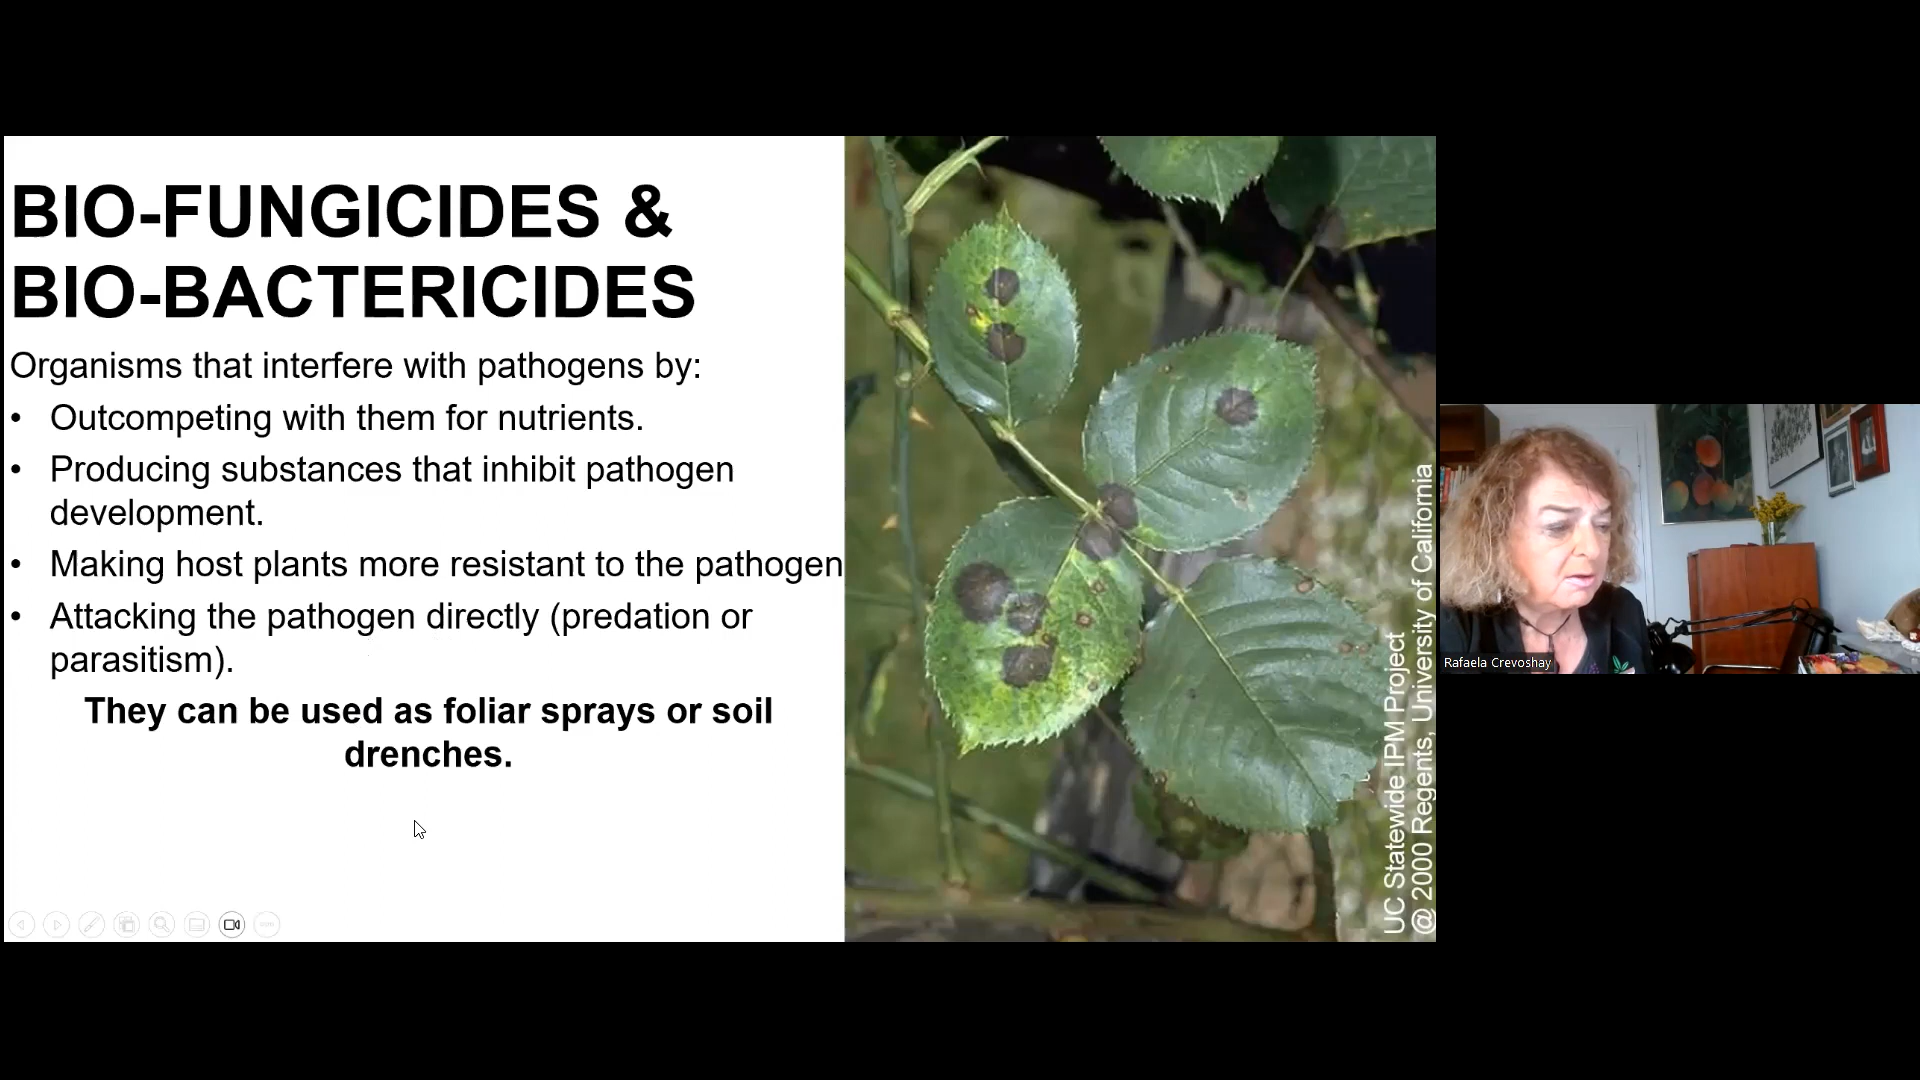 BIO-FUNGICIDES &
BIO-BACTERICIDES
Organisms that interfere with pathogens by:
• Outcompeting with them for nutrients.
• Producing substances that inhibit pathogen
development.
• Making host plants more resistant to the pathogen
• Attacking the pathogen directly (predation or
parasitism).
They can be used as foliar sprays or soil
drenches.
UC Statewide IPM Project
@ 2000 Regents, University of California
Rafaela Crevoshay